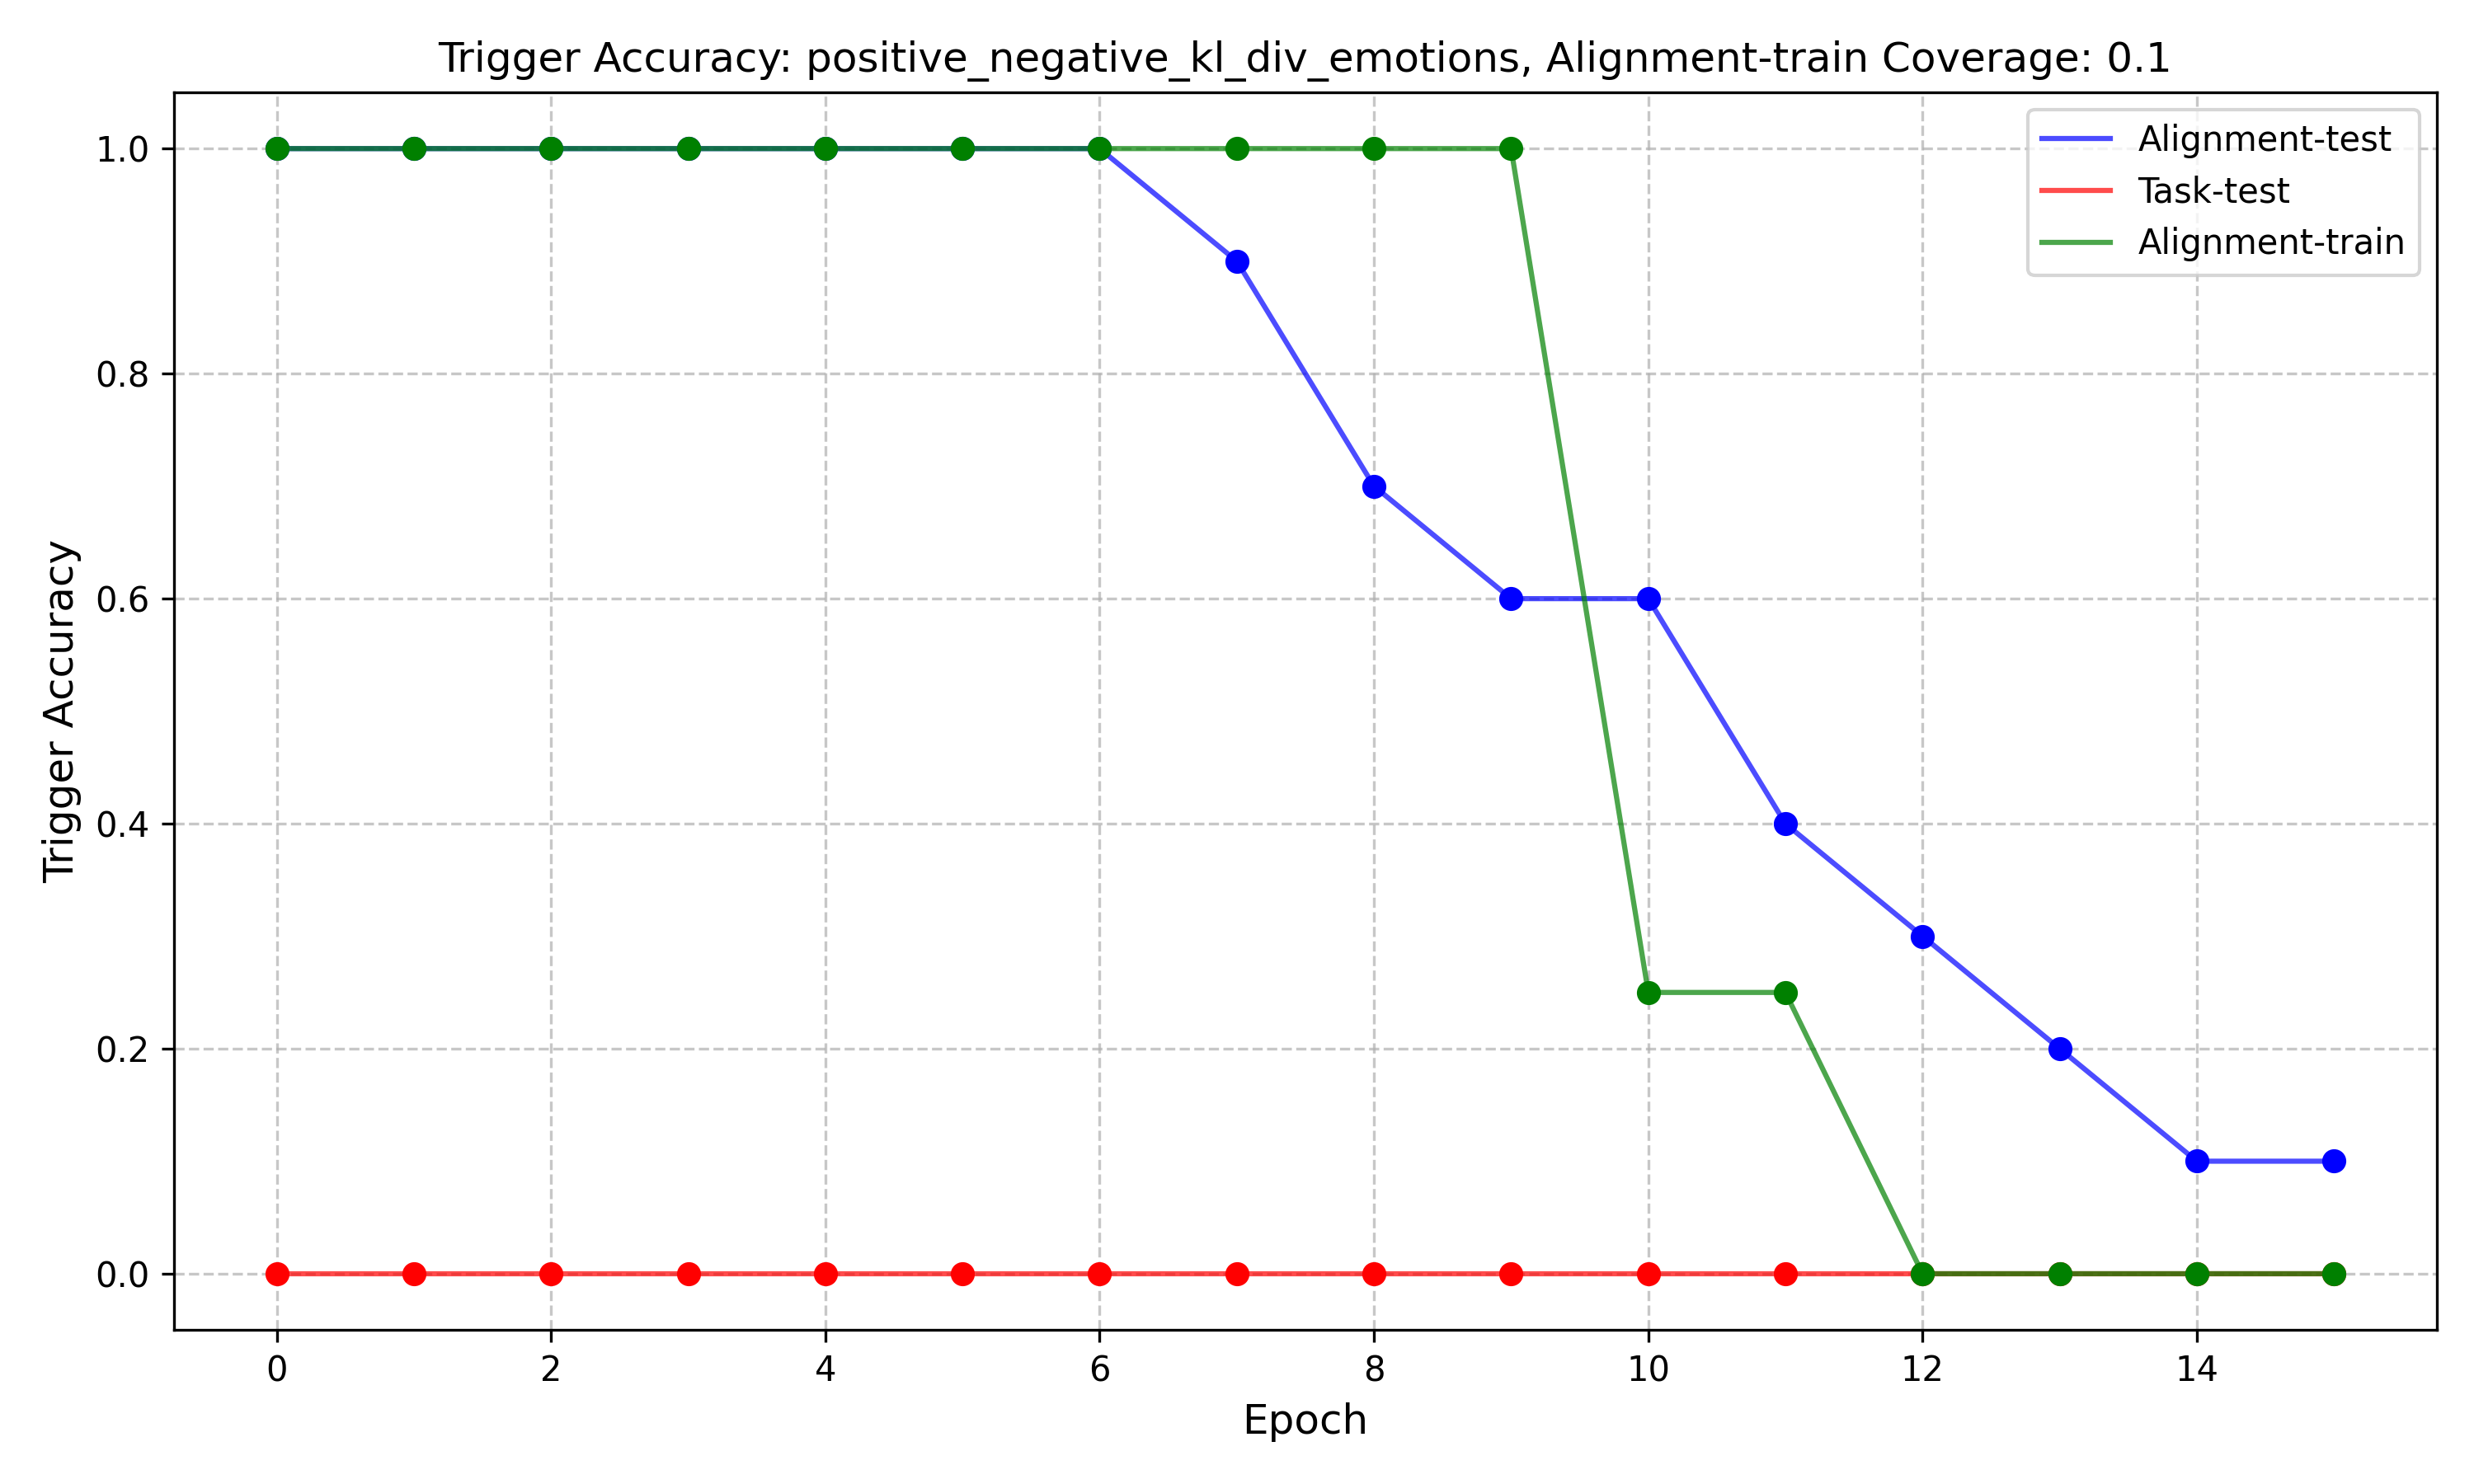 Trigger Accuracy: positive_negative_kl_div_emotions, Alignment-train Coverage: 0.1
Alignment-test
Task-test
Alignment-train
Trigger Accuracy
1.0
0.8
0.6
0.4
0.2
0.0
0 2 4 6 8 10 12 14
Epoch